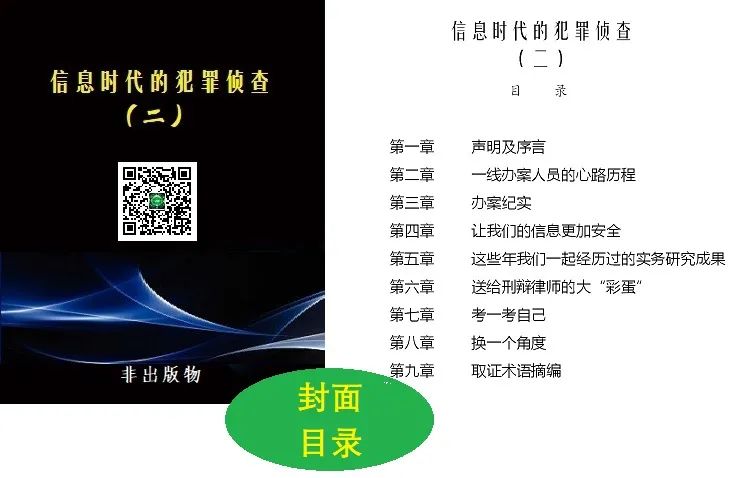 信息时代的犯罪侦查
（二）
非出版物
封面
目录
信息时代的犯罪侦查
（二）
目 录
第一章 声明及序言
第二章 一线办案人员的心路历程
第三章 办案纪实
第四章 让我们的信息更加安全
第五章 这些年我们一起经历过的实务研究成果
第六章 送给刑辩律师的大“彩蛋”
第七章 考一考自己
第八章 换一个角度
第九章 取证术语摘编